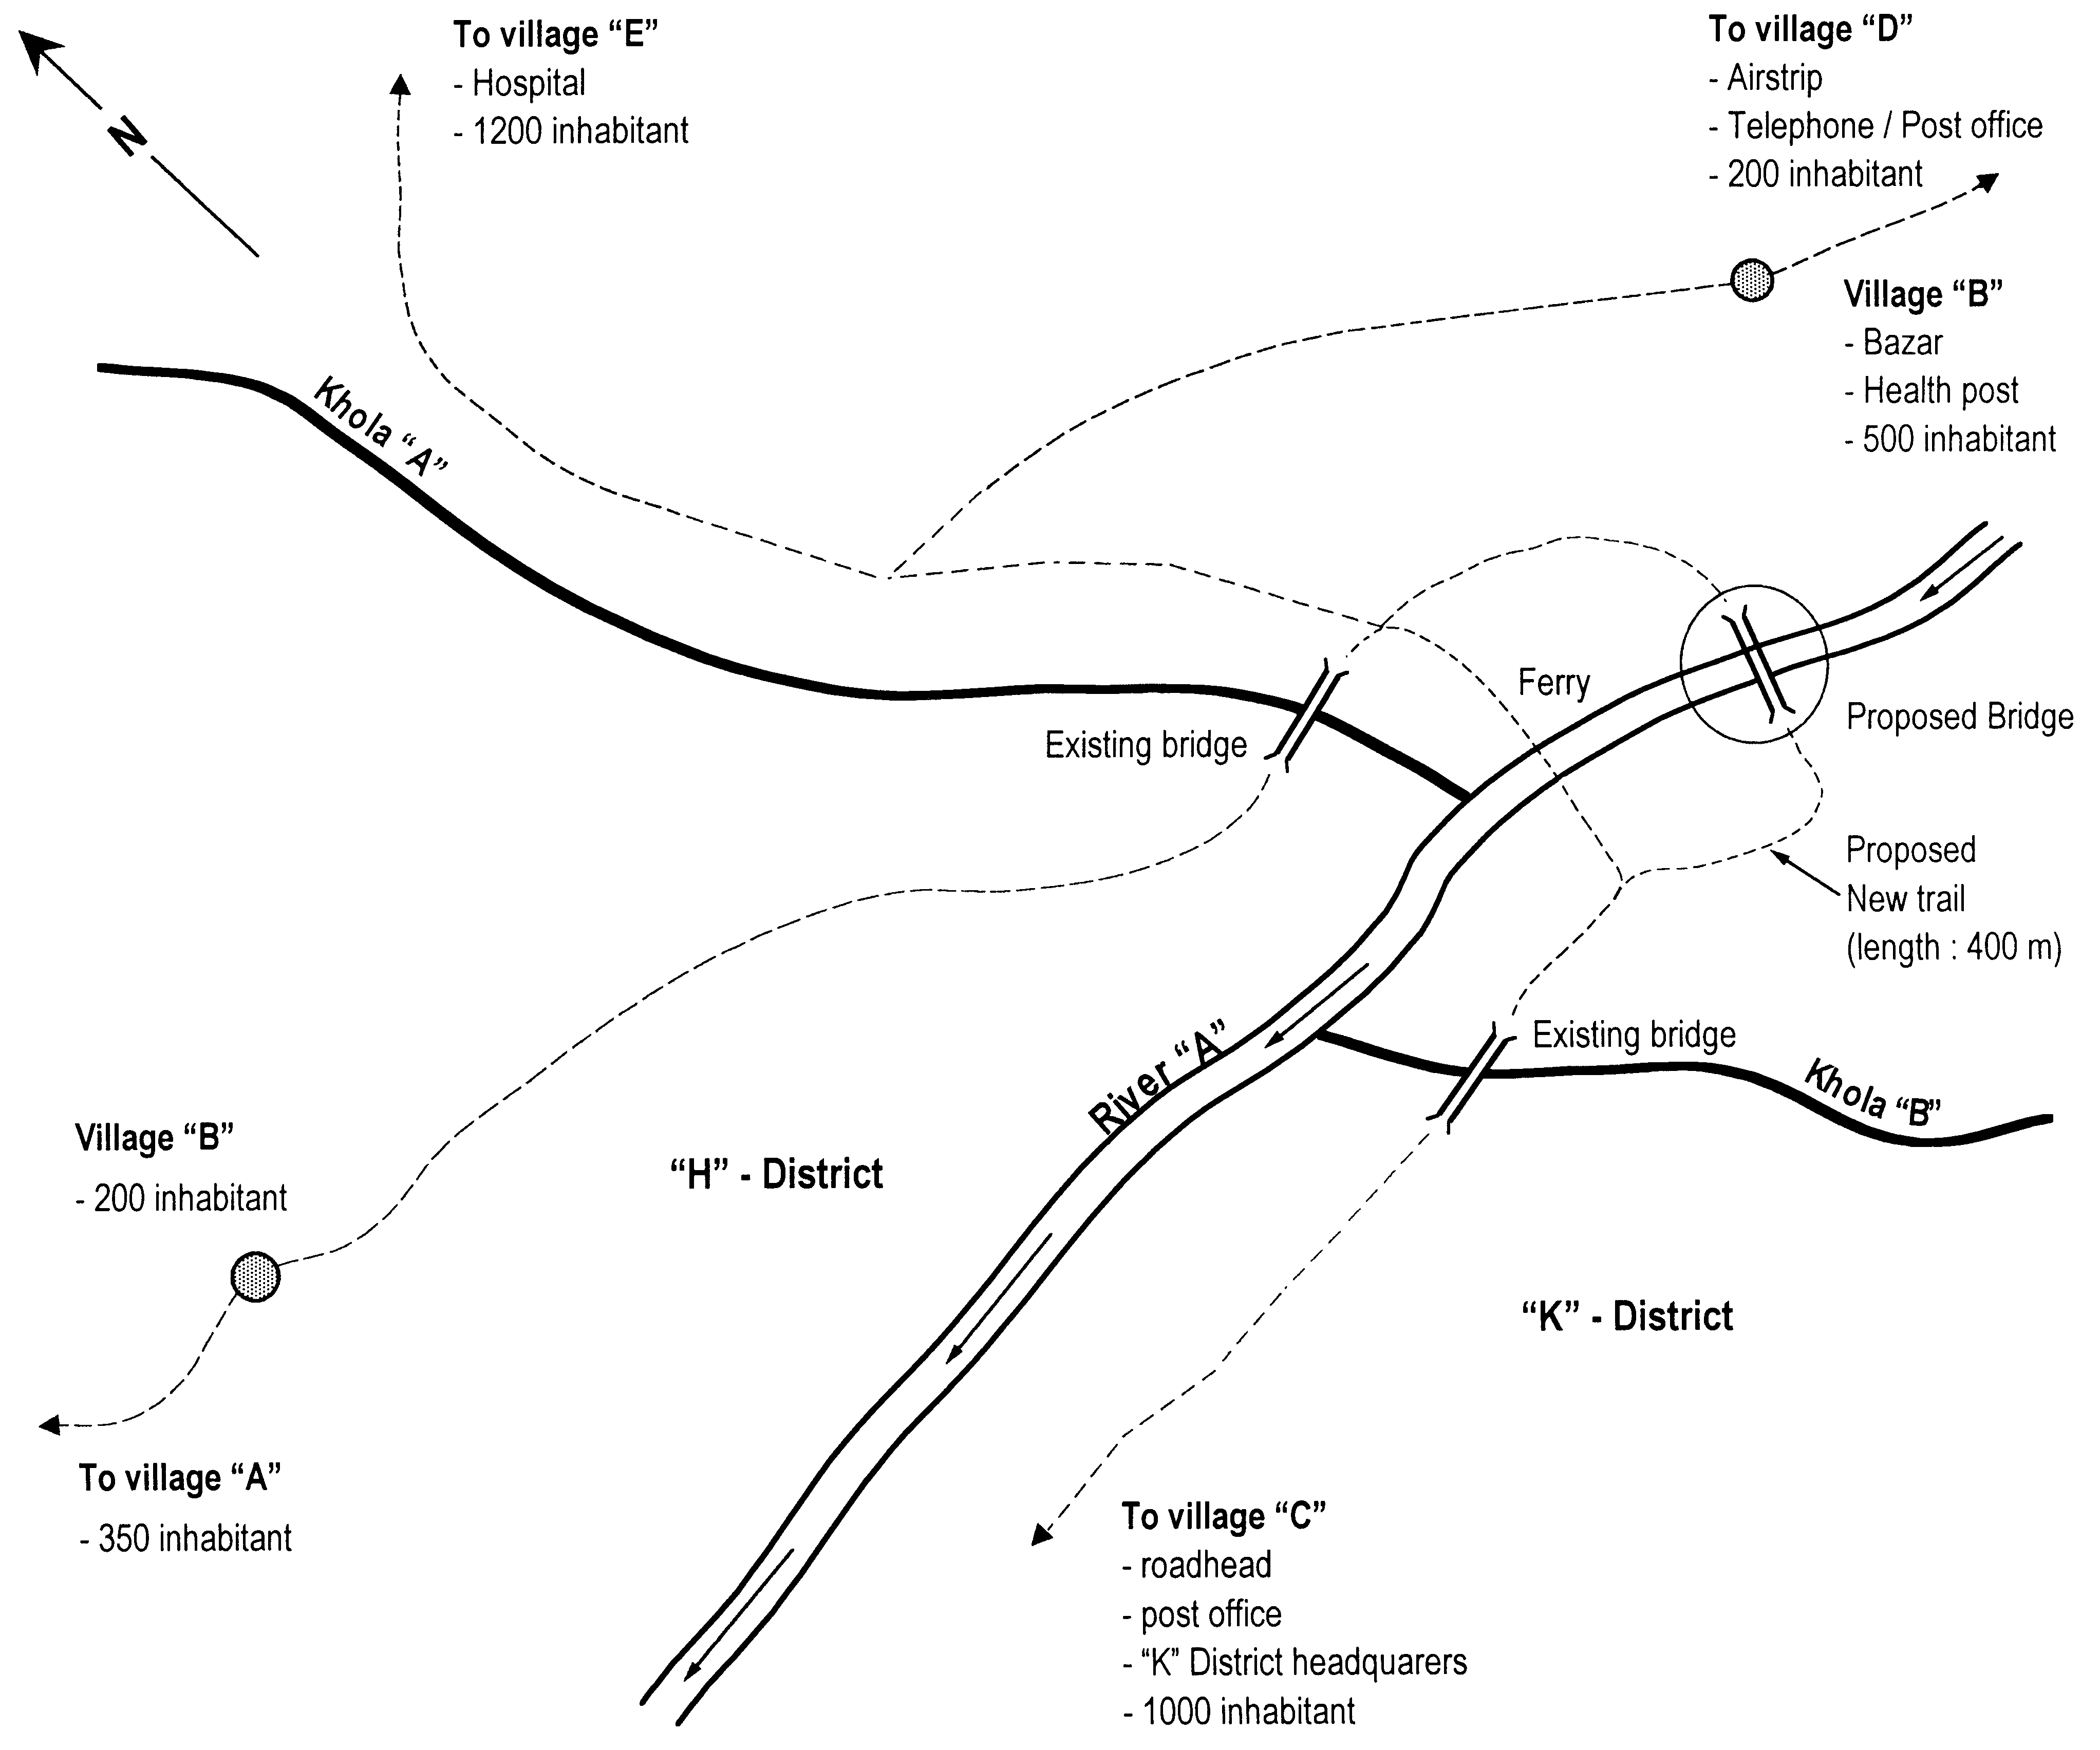 To village “E”
- Hospital
- 1200 inhabitant
To village “D”
- Airstrip
- Telephone / Post office
- 200 inhabitant
N
Village “B”
- Bazar
- Health post
- 500 inhabitant
Khola “A”
Ferry
Existing bridge
Proposed Bridge
Proposed
New trail
(length : 400 m)
Existing bridge
River “A”
Khola “B”
Village “B”
- 200 inhabitant
“H” - District
“K” - District
To village “A”
- 350 inhabitant
To village “C”
- roadhead
- post office
- “K” District headquarers
- 1000 inhabitant